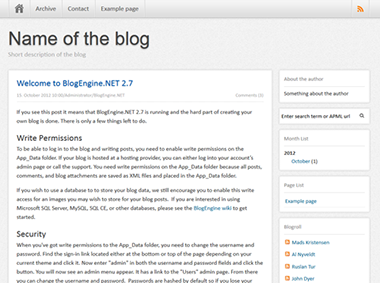 Archive Contact Example page
Name of the blog
Short description of the blog
Welcome to BlogEngine.NET 2.7
13. October 2012 10:00/Administrator/BlogEngine.NET Comments (3)
If you see this post it means that BlogEngine.NET 2.7 is running and the hard part of creating your
own blog is done. There is only a few things left to do.
Write Permissions
To be able to log in to the blog and writing posts, you need to enable write permissions on the
App_Data folder. If your blog is hosted at a hosting provider, you can either log into your account's
admin page or call the support. You need write permissions on the App_Data folder because all posts,
comments, and blog attachments are saved as XML files and placed in the App_Data folder.
If you wish to use a database to to store your blog data, we still encourage you to enable this write
access for an images you may wish to store for your blog posts. If you are interested in using
Microsoft SQL Server, MySQL, SQL CE, or other databases, please see the BlogEngine wiki to get
started.
Security
When you've got write permissions to the App_Data folder, you need to change the username and
password. Find the sign-in link located either at the bottom or top of the page depending on your
current theme and click it. Now enter "admin" in both the username and password fields and click the
button. You will now see an admin menu appear. It has a link to the "Users" admin page. From there
you can change the username and password. Passwords are hashed by default so if you lose your
About the author
Something about the author
Enter search term or APML url
Month List
2012
October (1)
Page List
Example page
Blogroll
Mads Kristensen
Al Nyveldt
Ruslan Tur
John Dyer